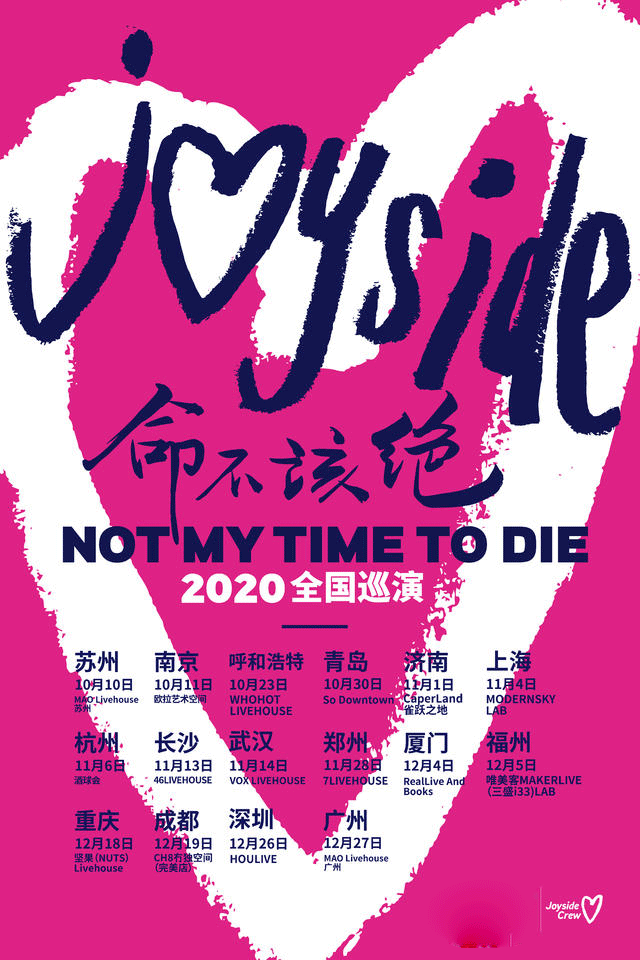 joyside
命不该绝
NOT MY TIME TO DIE
2020全国巡演
苏州
10月10日
MAO Livehouse
苏州
南京
10月11日
欧拉艺术空间
呼和浩特
10月23日
WHOHOT
LIVEHOUSE
青岛
10月30日
So Downtown
济南
11月1日
CaperLand
雀跃之地
上海
11月4日
MODERNSKY
LAB
杭州
11月6日
酒球会
长沙
11月13日
46LIVEHOUSE
武汉
11月14日
VOX LIVEHOUSE
郑州
11月28日
7LIVEHOUSE
厦门
12月4日
RealLive And
Books
福州
12月5日
唯美客MAKERLIVE
(三盛i33)LAB
重庆
12月18日
坚果(NUTS)
Livehouse
成都
12月19日
CH8冇独空间
(完美店)
深圳
12月26日
HOULIVE
广州
12月27日
MAO Livehouse
广州
Joyside
Crew